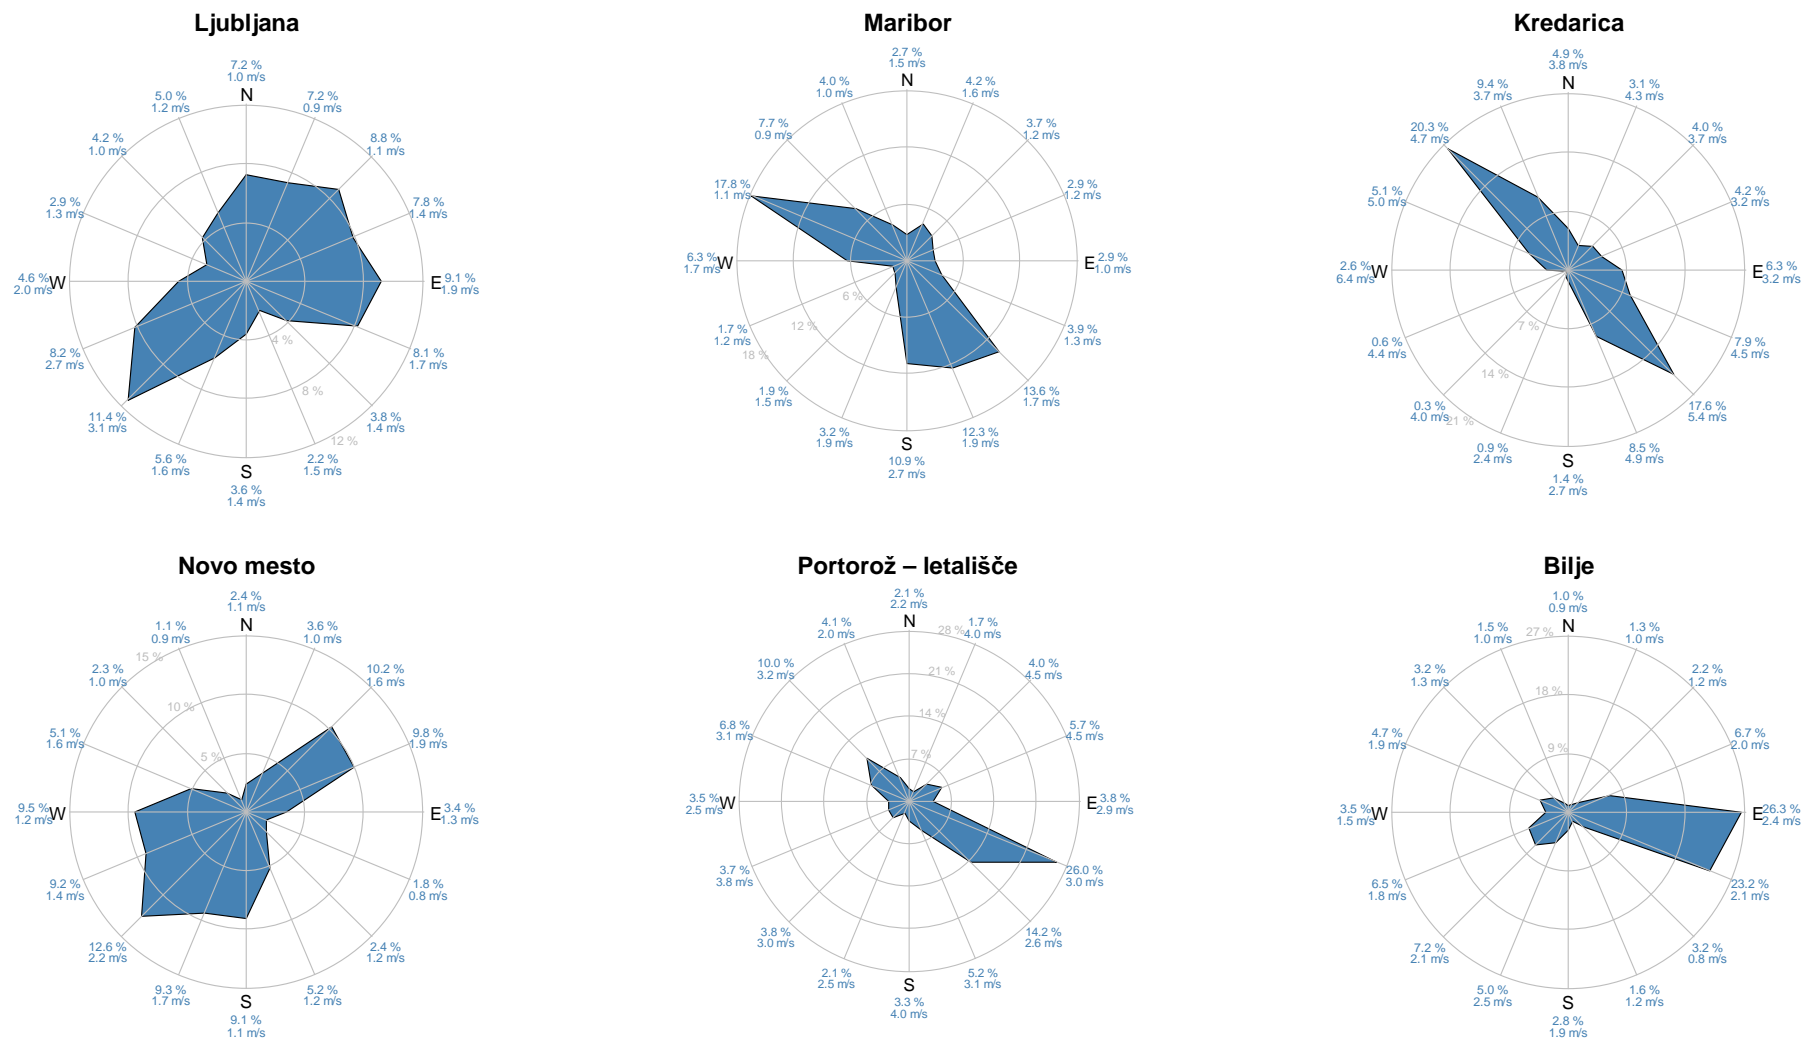 Ljubljana
7.2 %
1.0 m/s
N
7.2 %
0.9 m/s
8.8 %
1.1 m/s
7.8 %
1.4 m/s
E
9.1 %
1.9 m/s
8.1 %
1.7 m/s
3.8 %
1.4 m/s
2.2 %
1.5 m/s
S
3.6 %
1.4 m/s
5.6 %
1.6 m/s
11.4 %
3.1 m/s
8.2 %
2.7 m/s
W
4.6 %
2.0 m/s
2.9 %
1.3 m/s
4.2 %
1.0 m/s
5.0 %
1.2 m/s
4 %
8 %
12 %
Maribor
2.7 %
1.5 m/s
N
4.2 %
1.6 m/s
3.7 %
1.2 m/s
2.9 %
1.2 m/s
E
2.9 %
1.0 m/s
3.9 %
1.3 m/s
13.6 %
1.7 m/s
12.3 %
1.9 m/s
S
10.9 %
2.7 m/s
3.2 %
1.9 m/s
1.9 %
1.5 m/s
1.7 %
1.2 m/s
W
6.3 %
1.7 m/s
17.8 %
1.1 m/s
7.7 %
0.9 m/s
4.0 %
1.0 m/s
6 %
12 %
18 %
Kredarica
4.9 %
3.8 m/s
N
3.1 %
4.3 m/s
4.0 %
3.7 m/s
4.2 %
3.2 m/s
E
6.3 %
3.2 m/s
7.9 %
4.5 m/s
17.6 %
5.4 m/s
8.5 %
4.9 m/s
S
1.4 %
2.7 m/s
0.9 %
2.4 m/s
0.3 %
4.0 m/s
0.6 %
4.4 m/s
W
2.6 %
6.4 m/s
5.1 %
5.0 m/s
20.3 %
4.7 m/s
9.4 %
3.7 m/s
7 %
14 %
21 %
Novo mesto
2.4 %
1.1 m/s
N
3.6 %
1.0 m/s
10.2 %
1.6 m/s
9.8 %
1.9 m/s
E
3.4 %
1.3 m/s
1.8 %
0.8 m/s
2.4 %
1.2 m/s
5.2 %
1.2 m/s
S
9.1 %
1.1 m/s
9.3 %
1.7 m/s
12.6 %
2.2 m/s
9.2 %
1.4 m/s
W
9.5 %
1.2 m/s
5.1 %
1.6 m/s
2.3 %
1.0 m/s
1.1 %
0.9 m/s
5 %
10 %
15 %
Portorož – letališče
2.1 %
2.2 m/s
N
1.7 %
4.0 m/s
4.0 %
4.5 m/s
5.7 %
4.5 m/s
E
3.8 %
2.9 m/s
26.0 %
3.0 m/s
14.2 %
2.6 m/s
5.2 %
3.1 m/s
S
3.3 %
4.0 m/s
2.1 %
2.5 m/s
3.8 %
3.0 m/s
3.7 %
3.8 m/s
W
3.5 %
2.5 m/s
6.8 %
3.1 m/s
10.0 %
3.2 m/s
4.1 %
2.0 m/s
7 %
14 %
21 %
28 %
Bilje
1.0 %
0.9 m/s
N
1.3 %
1.0 m/s
2.2 %
1.2 m/s
6.7 %
2.0 m/s
E
26.3 %
2.4 m/s
23.2 %
2.1 m/s
3.2 %
0.8 m/s
1.6 %
1.2 m/s
S
2.8 %
1.9 m/s
5.0 %
2.5 m/s
7.2 %
2.1 m/s
6.5 %
1.8 m/s
W
3.5 %
1.5 m/s
4.7 %
1.9 m/s
3.2 %
1.3 m/s
1.5 %
1.0 m/s
9 %
18 %
27 %